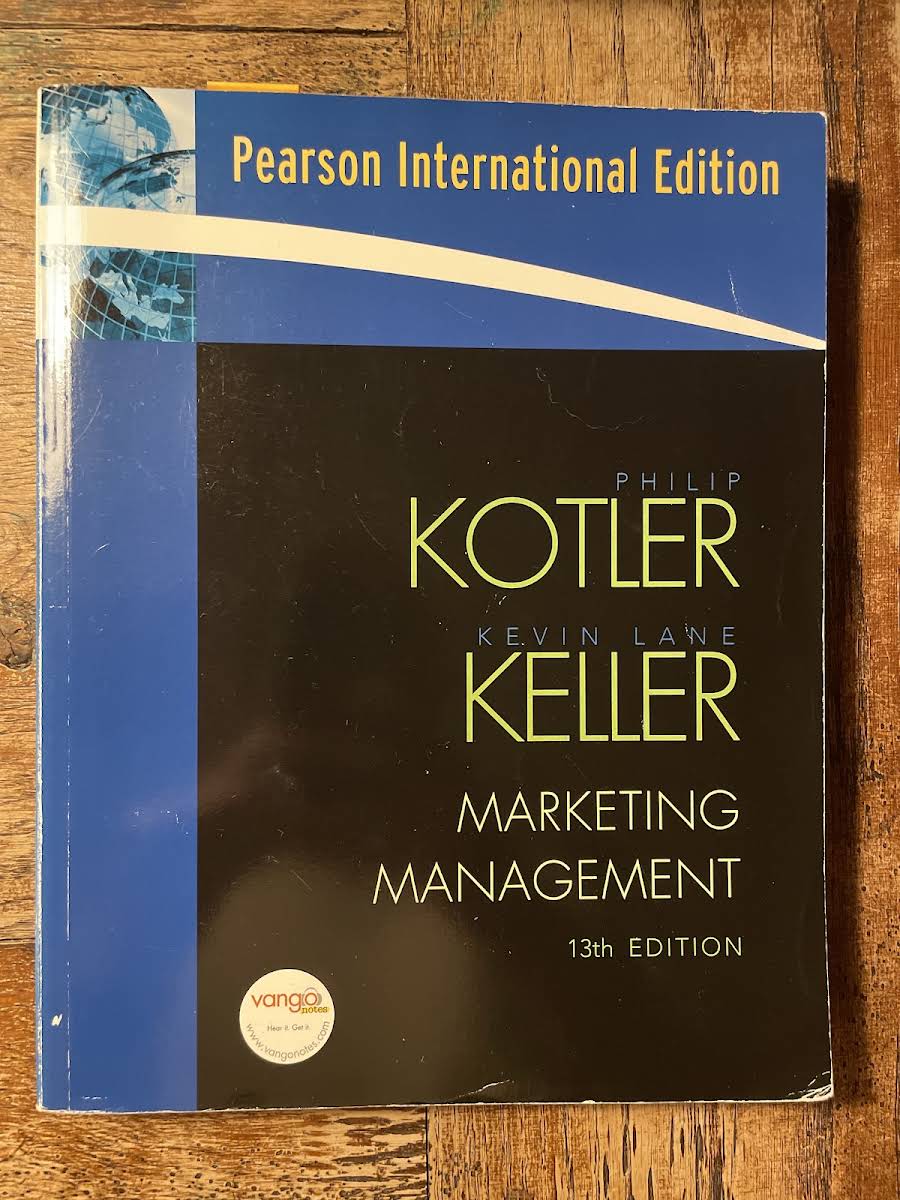 Pearson International Edition
PHILIP
KOTLER
KEVIN LANE
KELLER
MARKETING
MANAGEMENT
13th EDITION
vango
notes
Hear it. Get it.
www.vangonotes.com